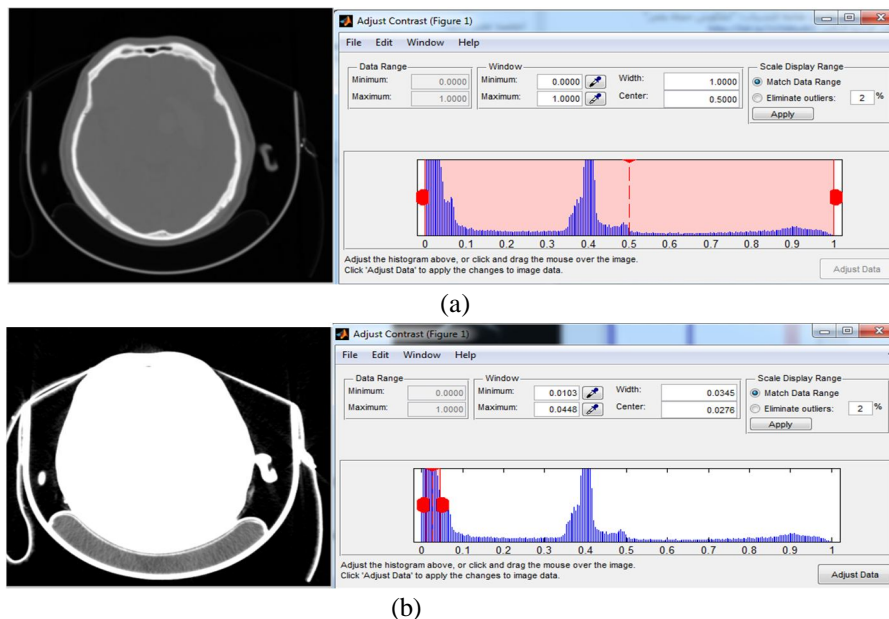 Adjust Contrast (Figure 1)
File Edit Window Help
Data Range
Minimum: 0.0000
Maximum: 1.0000
Window
Minimum: 0.0000 Width: 1.0000
Maximum: 1.0000 Center: 0.5000
Scale Display Range
Match Data Range
Eliminate outliers: 2 %
Apply
0 0.1 0.2 0.3 0.4 0.5 0.6 0.7 0.8 0.9 1
Adjust the histogram above, or click and drag the mouse over the image.
Click 'Adjust Data' to apply the changes to image data.
Adjust Data
(a)
Adjust Contrast (Figure 1)
File Edit Window Help
Data Range
Minimum: 0.0000
Maximum: 1.0000
Window
Minimum: 0.0103 Width: 0.0345
Maximum: 0.0448 Center: 0.0276
Scale Display Range
Match Data Range
Eliminate outliers: 2 %
Apply
0 0.1 0.2 0.3 0.4 0.5 0.6 0.7 0.8 0.9 1
Adjust the histogram above, or click and drag the mouse over the image.
Click 'Adjust Data' to apply the changes to image data.
Adjust Data
(b)